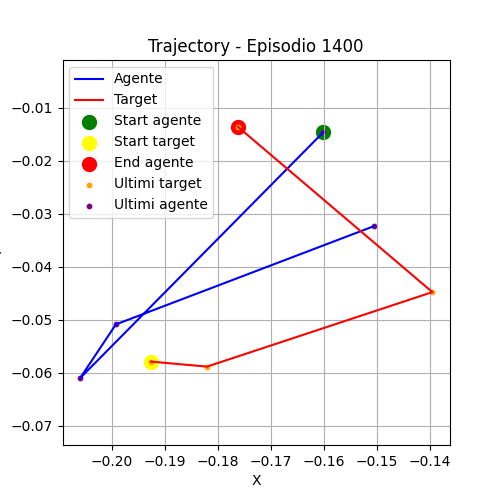 Trajectory - Episodio 1400
Agente
Target
Start agente
Start target
End agente
Ultimi target
Ultimi agente
−0.01
−0.02
−0.03
−0.04
−0.05
−0.06
−0.07
−0.20
−0.19
−0.18
−0.17
−0.16
−0.15
−0.14
X